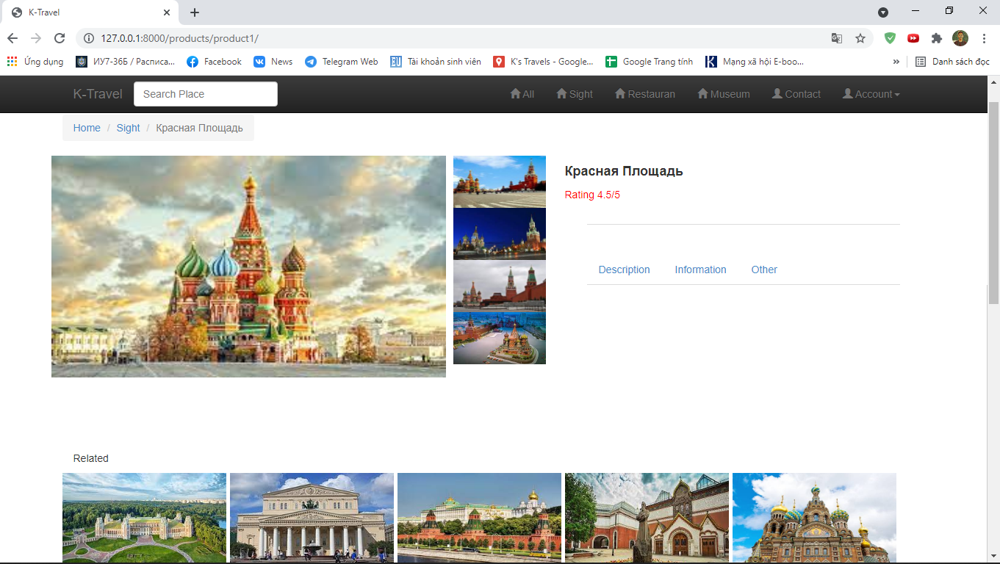 K-Travel
127.0.0.1:8000/products/product1/
Ứng dụng ИУ7-36Б / Расписа... Facebook News Telegram Web Tài khoản sinh viên K's Travels - Google... Google Trang tính Mạng xã hội E-boo... » Danh sách đọc
K-Travel Search Place All Sight Restauran Museum Contact Account
Home / Sight / Красная Площадь
Красная Площадь
Rating 4.5/5
Description Information Other
Related